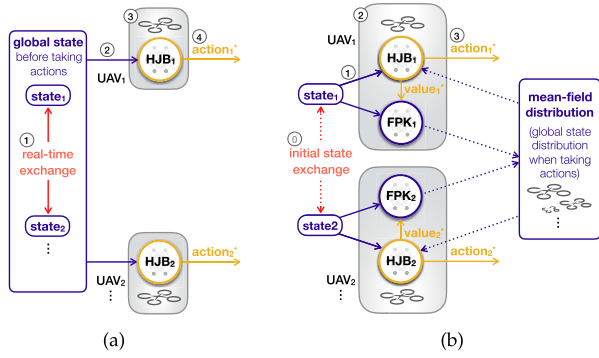 global state
before taking
actions
state1
①
real-time
exchange
state2
⋮
②
③
④
HJB1
action1*
UAV1
HJB2
action2*
UAV2
⋮
(a)
②
UAV1
③
HJB1
action1*
①
value1*
state1
FPK1
⓪
initial state
exchange
FPK2
state2
value2*
HJB2
action2*
UAV2
⋮
mean-field
distribution
(global state
distribution
when taking
actions)
(b)